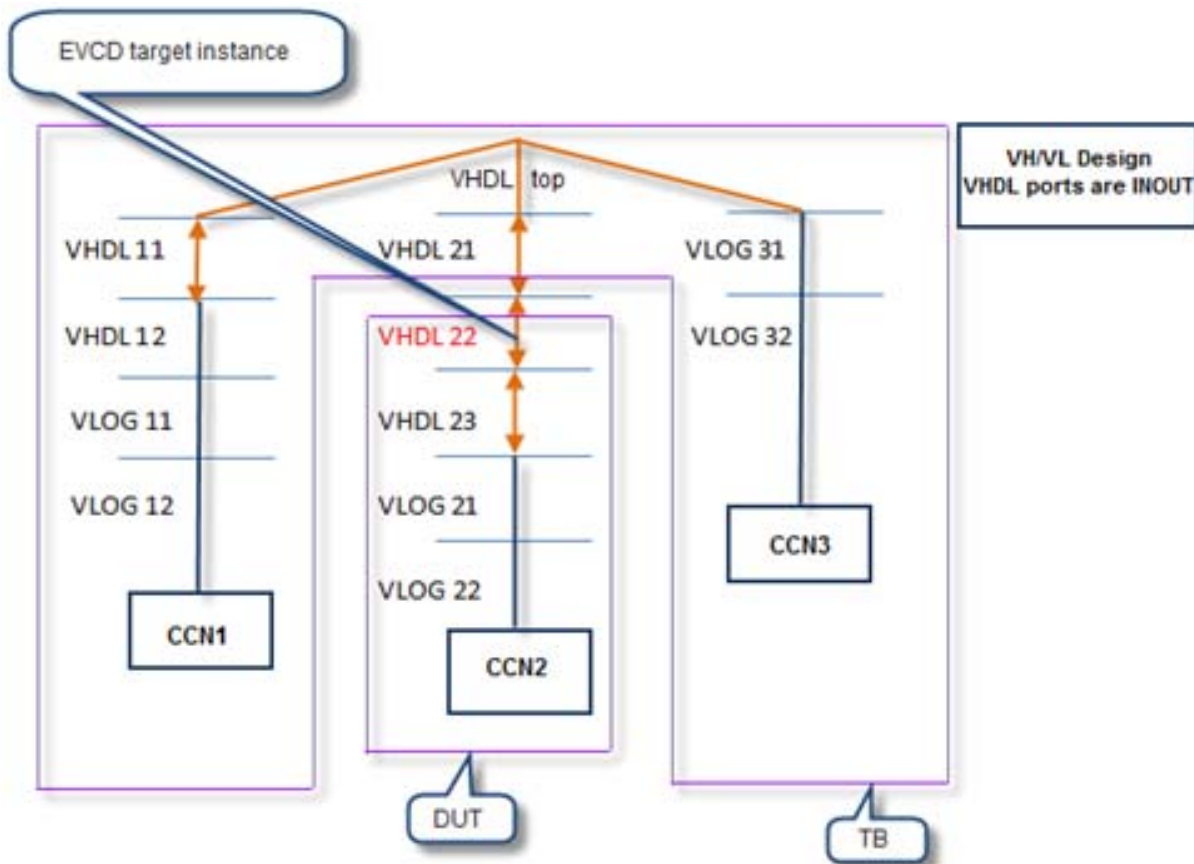 EVCD target instance
VH/VL Design
VHDL ports are INOUT
VHDL top
VHDL 11
VHDL 21
VLOG 31
VHDL 12
VHDL 22
VLOG 32
VLOG 11
VHDL 23
VLOG 12
VLOG 21
CCN3
VLOG 22
CCN1
CCN2
DUT
TB